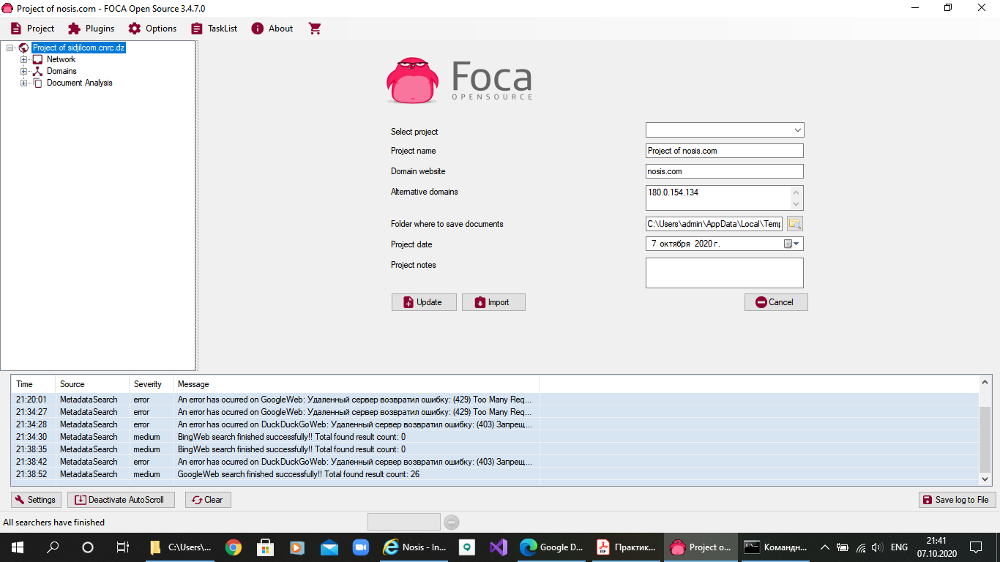 Project of nosis.com - FOCA Open Source 3.4.7.0
Project Plugins Options TaskList About
Project of sidjilcom.cnrc.dz
Network
Domains
Document Analysis
Foca
OPENSOURCE
Select project
Project name Project of nosis.com
Domain website nosis.com
Alternative domains 180.0.154.134
Folder where to save documents C:\Users\admin\AppData\Local\Temp
Project date 7 октября 2020 г.
Project notes
Update Import Cancel
Time Source Severity Message
21:20:01 MetadataSearch error An error has ocurred on GoogleWeb: Удаленный сервер возвратил ошибку: (429) Too Many Req...
21:34:27 MetadataSearch error An error has ocurred on GoogleWeb: Удаленный сервер возвратил ошибку: (429) Too Many Req...
21:34:28 MetadataSearch error An error has ocurred on DuckDuckGoWeb: Удаленный сервер возвратил ошибку: (403) Запрещ...
21:34:30 MetadataSearch medium BingWeb search finished successfully!! Total found result count: 0
21:38:35 MetadataSearch medium BingWeb search finished successfully!! Total found result count: 0
21:38:42 MetadataSearch error An error has ocurred on DuckDuckGoWeb: Удаленный сервер возвратил ошибку: (403) Запрещ...
21:38:52 MetadataSearch medium GoogleWeb search finished successfully!! Total found result count: 26
Settings Deactivate AutoScroll Clear Save log to File
All searchers have finished
C:\Users\... Nosis - In... Google D... Практик... Project o... Командн... ENG 21:41
07.10.2020